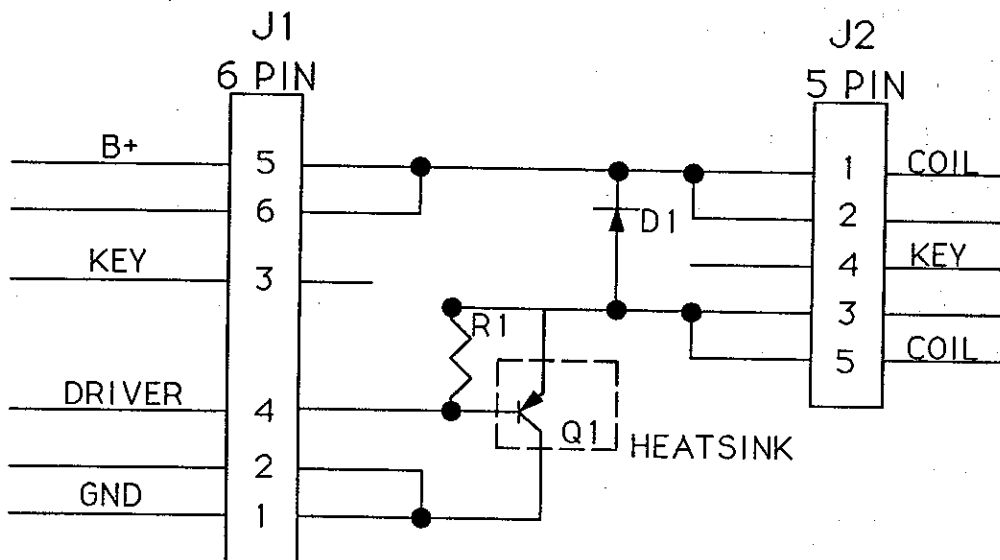 J1
6 PIN
J2
5 PIN
B+
5
6
KEY
3
DRIVER
4
2
GND
1
R1
D1
Q1
HEATSINK
1
COIL
2
4
KEY
3
5
COIL